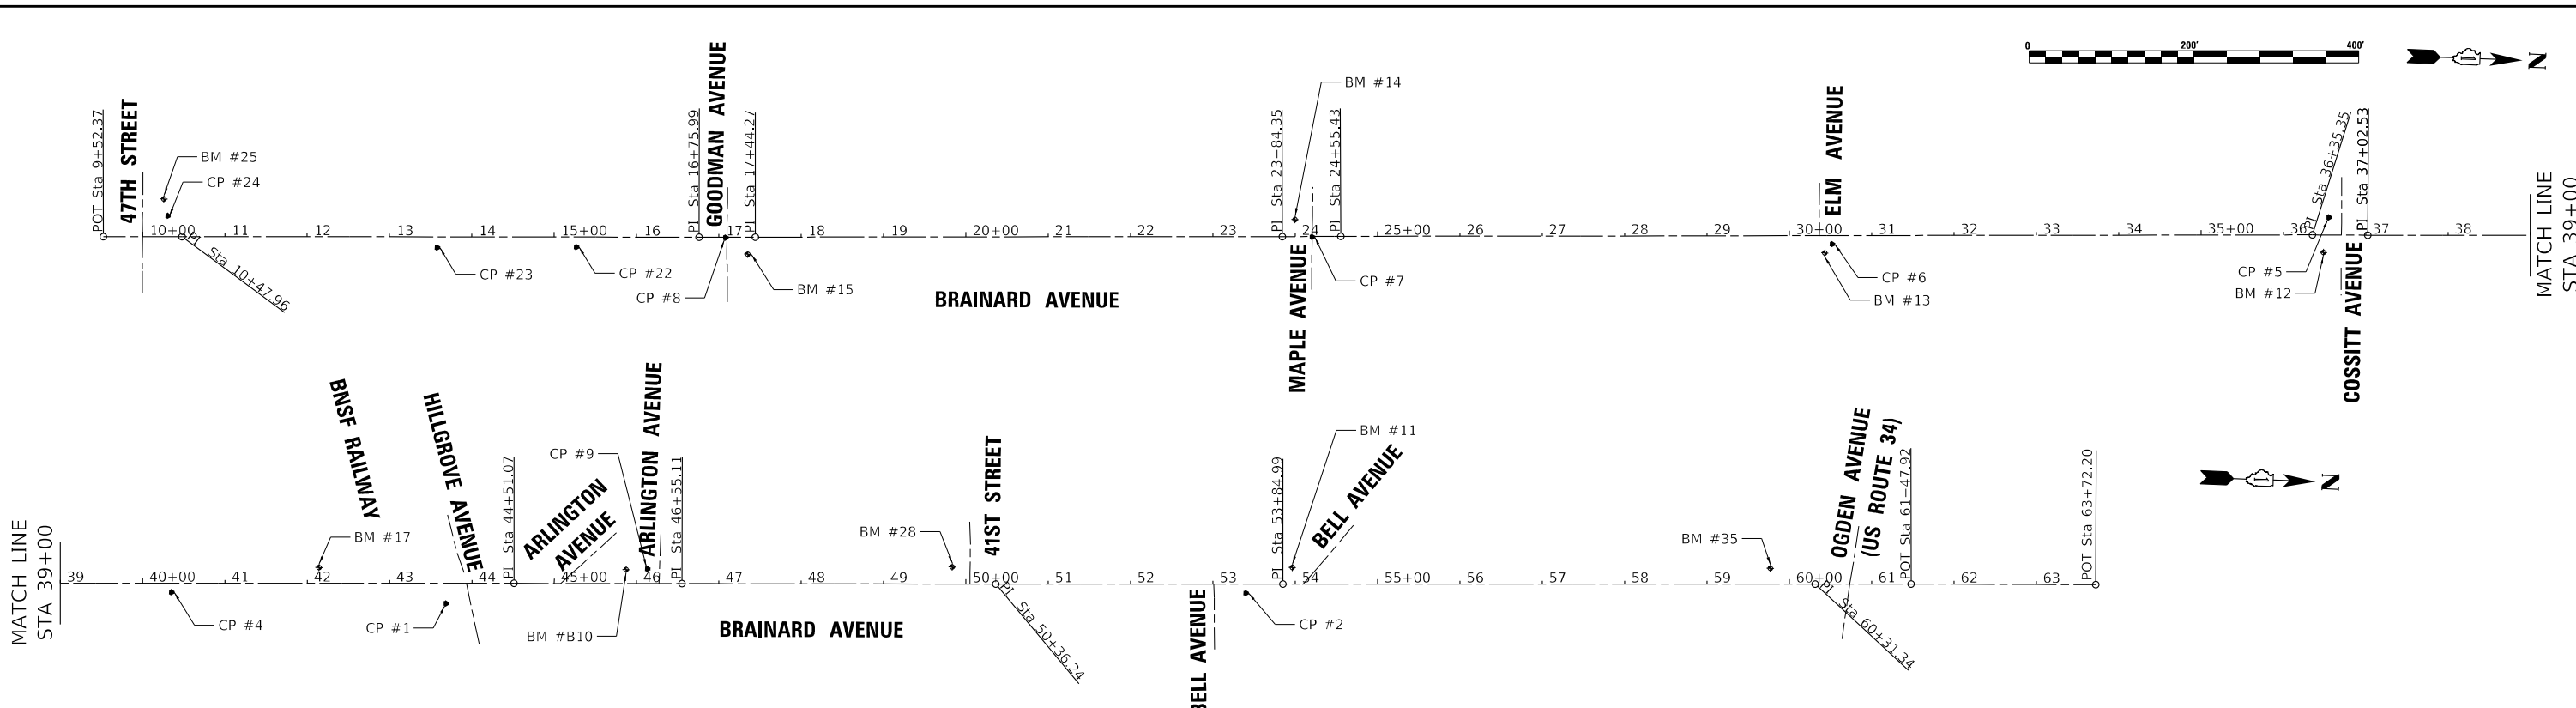 0 200' 400'
N
BM #14
POT Sta 9+52.37
47TH STREET
BM #25
CP #24
PI Sta 10+47.96
PI Sta 16+75.99
GOODMAN AVENUE
PI Sta 17+44.27
PI Sta 23+84.35
PI Sta 24+55.43
ELM AVENUE
PI Sta 36+35.35
PI Sta 37+02.53
MATCH LINE
STA 39+00
10+00 11 12 13 14 15+00 16 17 18 19 20+00 21 22 23 24 25+00 26 27 28 29 30+00 31 32 33 34 35+00 36 37 38
CP #23
CP #22
CP #8
BM #15
BRAINARD AVENUE
MAPLE AVENUE
CP #7
CP #6
BM #13
CP #5
BM #12
COSSITT AVENUE
MATCH LINE
STA 39+00
BNSF RAILWAY
HILLGROVE AVENUE
BM #17
PI Sta 44+51.07
ARLINGTON
AVENUE
CP #9
ARLINGTON AVENUE
PI Sta 46+55.11
BM #28
41ST STREET
PI Sta 53+84.99
BM #11
BELL AVENUE
BM #35
OGDEN AVENUE
(US ROUTE 34)
POT Sta 61+47.92
POT Sta 63+72.20
N
39 40+00 41 42 43 44 45+00 46 47 48 49 50+00 51 52 53 54 55+00 56 57 58 59 60+00 61 62 63
CP #4
CP #1
BM #B10
BRAINARD AVENUE
PI Sta 50+36.24
BELL AVENUE
CP #2
PI Sta 60+31.34